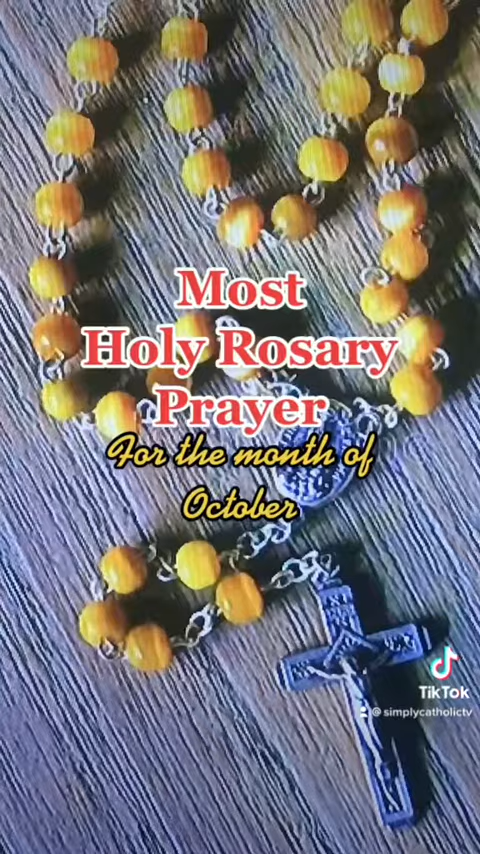 Most
Holy Rosary
Prayer
For the month of
October
TikTok
@simplycatholictv